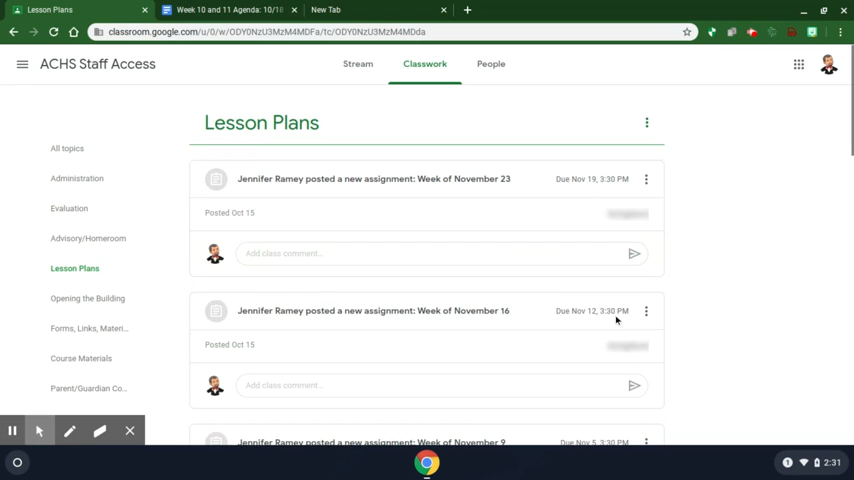 Lesson Plans
Week 10 and 11 Agenda: 10/18
New Tab
classroom.google.com/u/0/w/ODY0NzU3MzM4MDFa/tc/ODY0NzU3MzM4MDda
ACHS Staff Access
Stream
Classwork
People
Lesson Plans
All topics
Administration
Evaluation
Advisory/Homeroom
Lesson Plans
Opening the Building
Forms, Links, Materi...
Course Materials
Parent/Guardian Co...
Jennifer Ramey posted a new assignment: Week of November 23
Due Nov 19, 3:30 PM
Posted Oct 15
Add class comment...
Jennifer Ramey posted a new assignment: Week of November 16
Due Nov 12, 3:30 PM
Posted Oct 15
Add class comment...
Jennifer Ramey posted a new assignment: Week of November 9
Due Nov 5, 3:30 PM
1
2:31